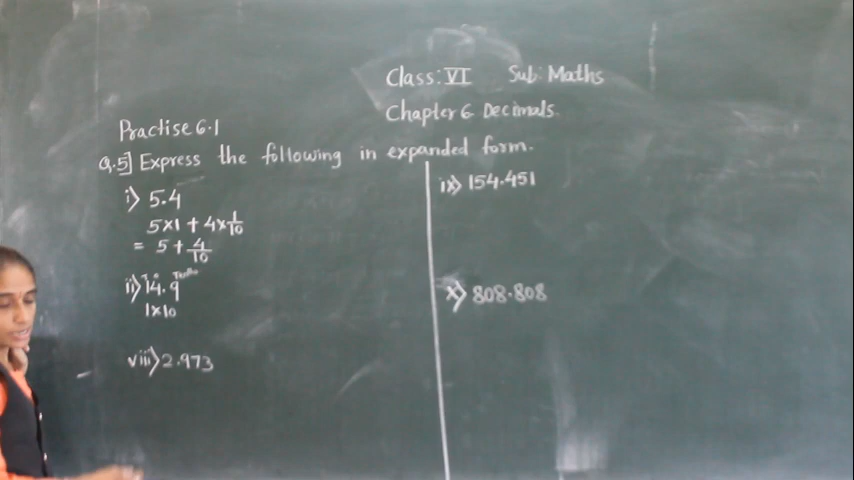 Class: VI Sub: Maths
Chapter 6 Decimals.
Practise 6.1
Q.5] Express the following in expanded form.
i) 5.4
5×1 + 4×1/10
= 5 + 4/10
ii) 14.9
1×10
viii) 2.973
ix) 154.451
x) 808.808